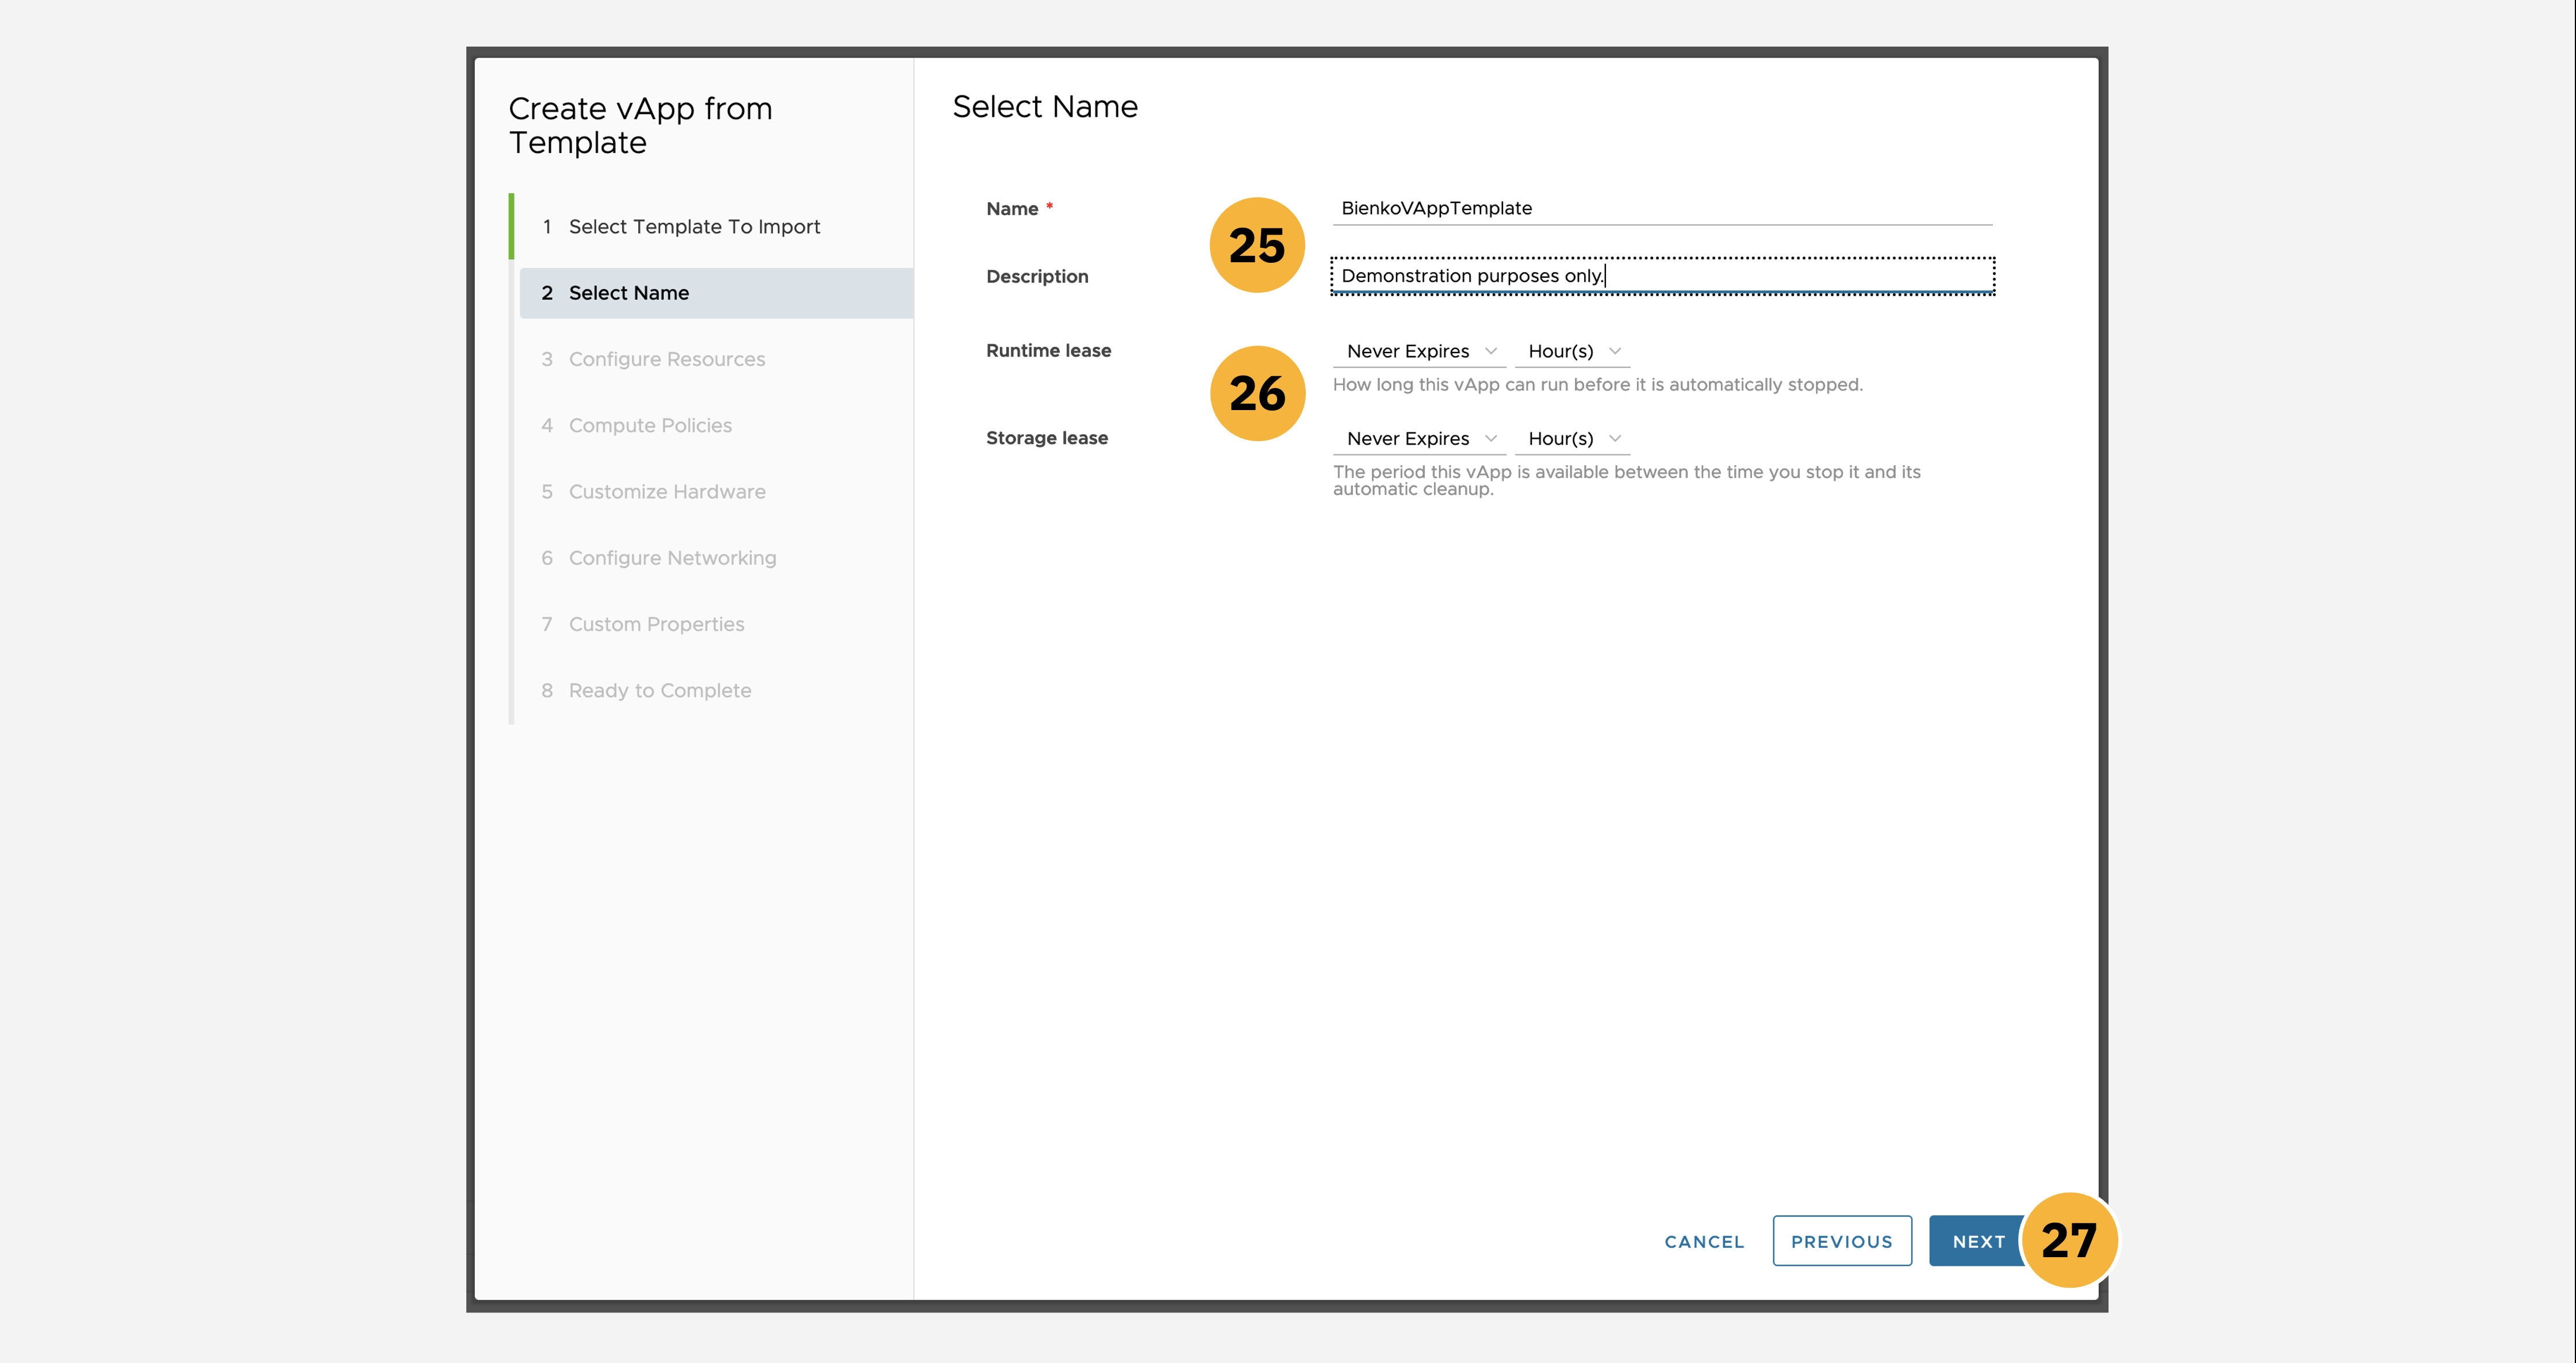 Create vApp from
Template
1 Select Template To Import
2 Select Name
3 Configure Resources
4 Compute Policies
5 Customize Hardware
6 Configure Networking
7 Custom Properties
8 Ready to Complete
Select Name
Name *
BienkoVAppTemplate
25
Description
Demonstration purposes only.
Runtime lease
Never Expires Hour(s)
How long this vApp can run before it is automatically stopped.
26
Storage lease
Never Expires Hour(s)
The period this vApp is available between the time you stop it and its
automatic cleanup.
CANCEL PREVIOUS NEXT 27